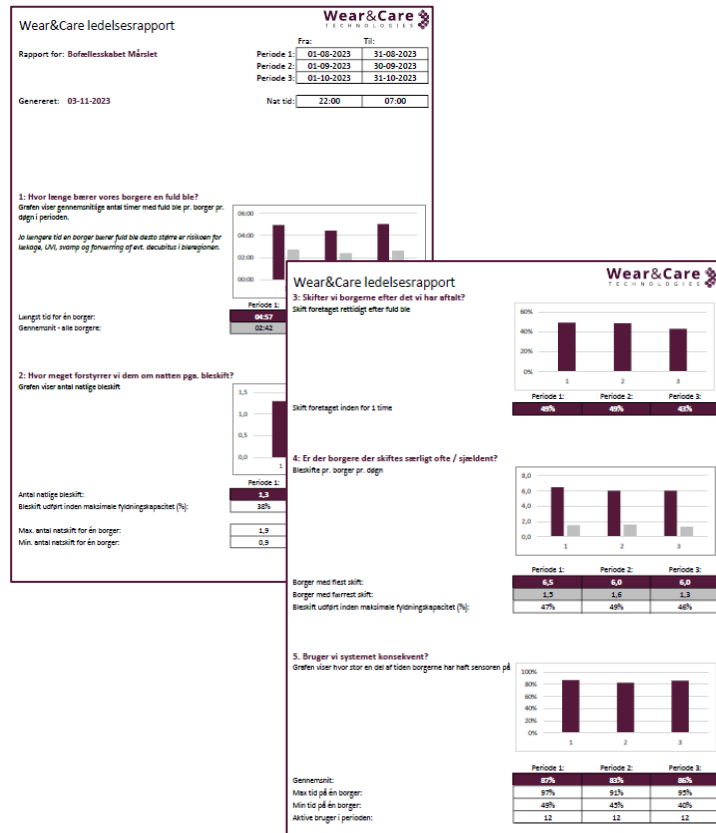 Wear&Care ledelsesrapport
Wear&Care
TECHNOLOGIES
Fra: Til:
Rapport for: Bofællesskabet Mårslet
Periode 1: 01-08-2023 31-08-2023
Periode 2: 01-09-2023 30-09-2023
Periode 3: 01-10-2023 31-10-2023
Genereret: 03-11-2023
Nat tid: 22:00 07:00
1: Hvor længe bærer vores borgere en fuld ble?
Grafen viser gennemsnitlige antal timer med fuld ble pr. borger pr.
døgn i perioden.
Jo længere tid en borger bærer fuld ble desto større er risikoen for
lækage, UVI, svamp og forværring af evt. decubitus i bleregionen.
06:00
04:00
02:00
00:00
Periode 1:
Længst tid for én borger: 04:57
Gennemsnit - alle borgere: 02:42
2: Hvor meget forstyrrer vi dem om natten pga. bleskift?
Grafen viser antal natlige bleskift
1,5
1,0
0,5
0,0
1
Periode 1:
Antal natlige bleskift: 1,3
Bleskift udført inden maksimale fyldningskapacitet (%): 38%
Max. antal natskift for én borger: 1,9
Min. antal natskift for én borger: 0,9
Wear&Care ledelsesrapport
Wear&Care
TECHNOLOGIES
3: Skifter vi borgerne efter det vi har aftalt?
Skift foretaget rettidigt efter fuld ble
60%
40%
20%
0%
1 2 3
Periode 1: Periode 2: Periode 3:
Skift foretaget inden for 1 time 49% 49% 43%
4: Er der borgere der skiftes særligt ofte / sjældent?
Bleskifte pr. borger pr. døgn
8,0
6,0
4,0
2,0
0,0
1 2 3
Periode 1: Periode 2: Periode 3:
Borger med flest skift: 6,5 6,0 6,0
Borger med færrest skift: 1,5 1,6 1,3
Bleskift udført inden maksimale fyldningskapacitet (%): 47% 49% 46%
5. Bruger vi systemet konsekvent?
Grafen viser hvor stor en del af tiden borgerne har haft sensoren på
100%
80%
60%
40%
20%
0%
1 2 3
Periode 1: Periode 2: Periode 3:
Gennemsnit: 87% 83% 86%
Max tid på én borger: 97% 91% 95%
Min tid på én borger: 49% 45% 40%
Aktive bruger i perioden: 12 12 12